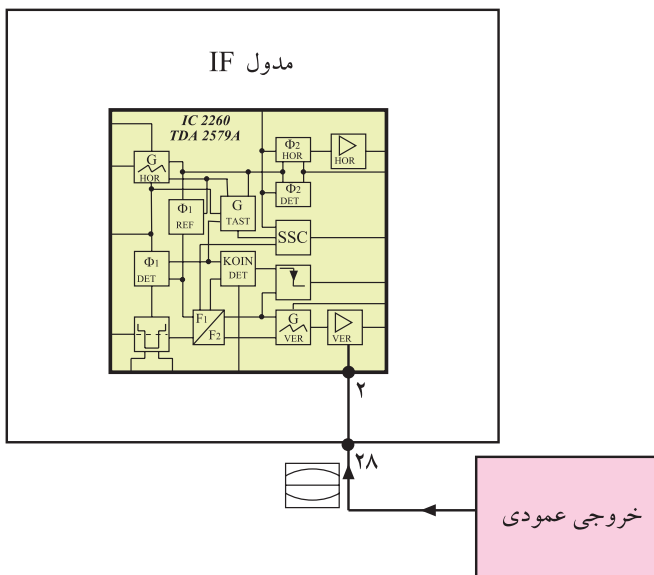 مدول IF
IC 2260
TDA 2579A
G
HOR
Φ1
REF
G
TAST
Φ2
HOR
HOR
Φ2
DET
SSC
Φ1
DET
KOIN
DET
F1
F2
G
VER
VER
۲
۲۸
خروجی عمودی